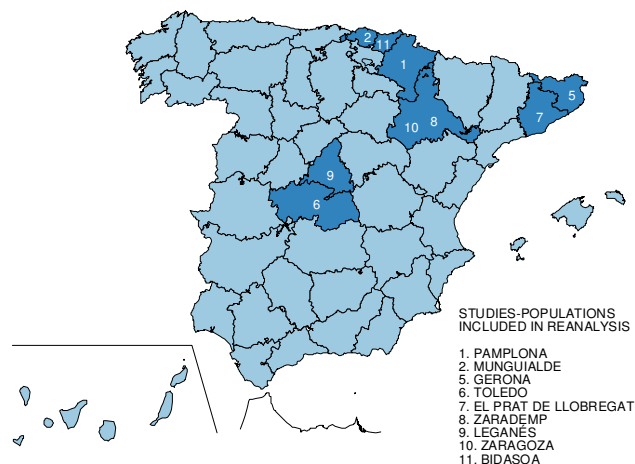 2
11
1
5
10
8
7
9
6
STUDIES-POPULATIONS
INCLUDED IN REANALYSIS
1. PAMPLONA
2. MUNGUIALDE
5. GERONA
6. TOLEDO
7. EL PRAT DE LLOBREGAT
8. ZARADEMP
9. LEGANÉS
10. ZARAGOZA
11. BIDASOA